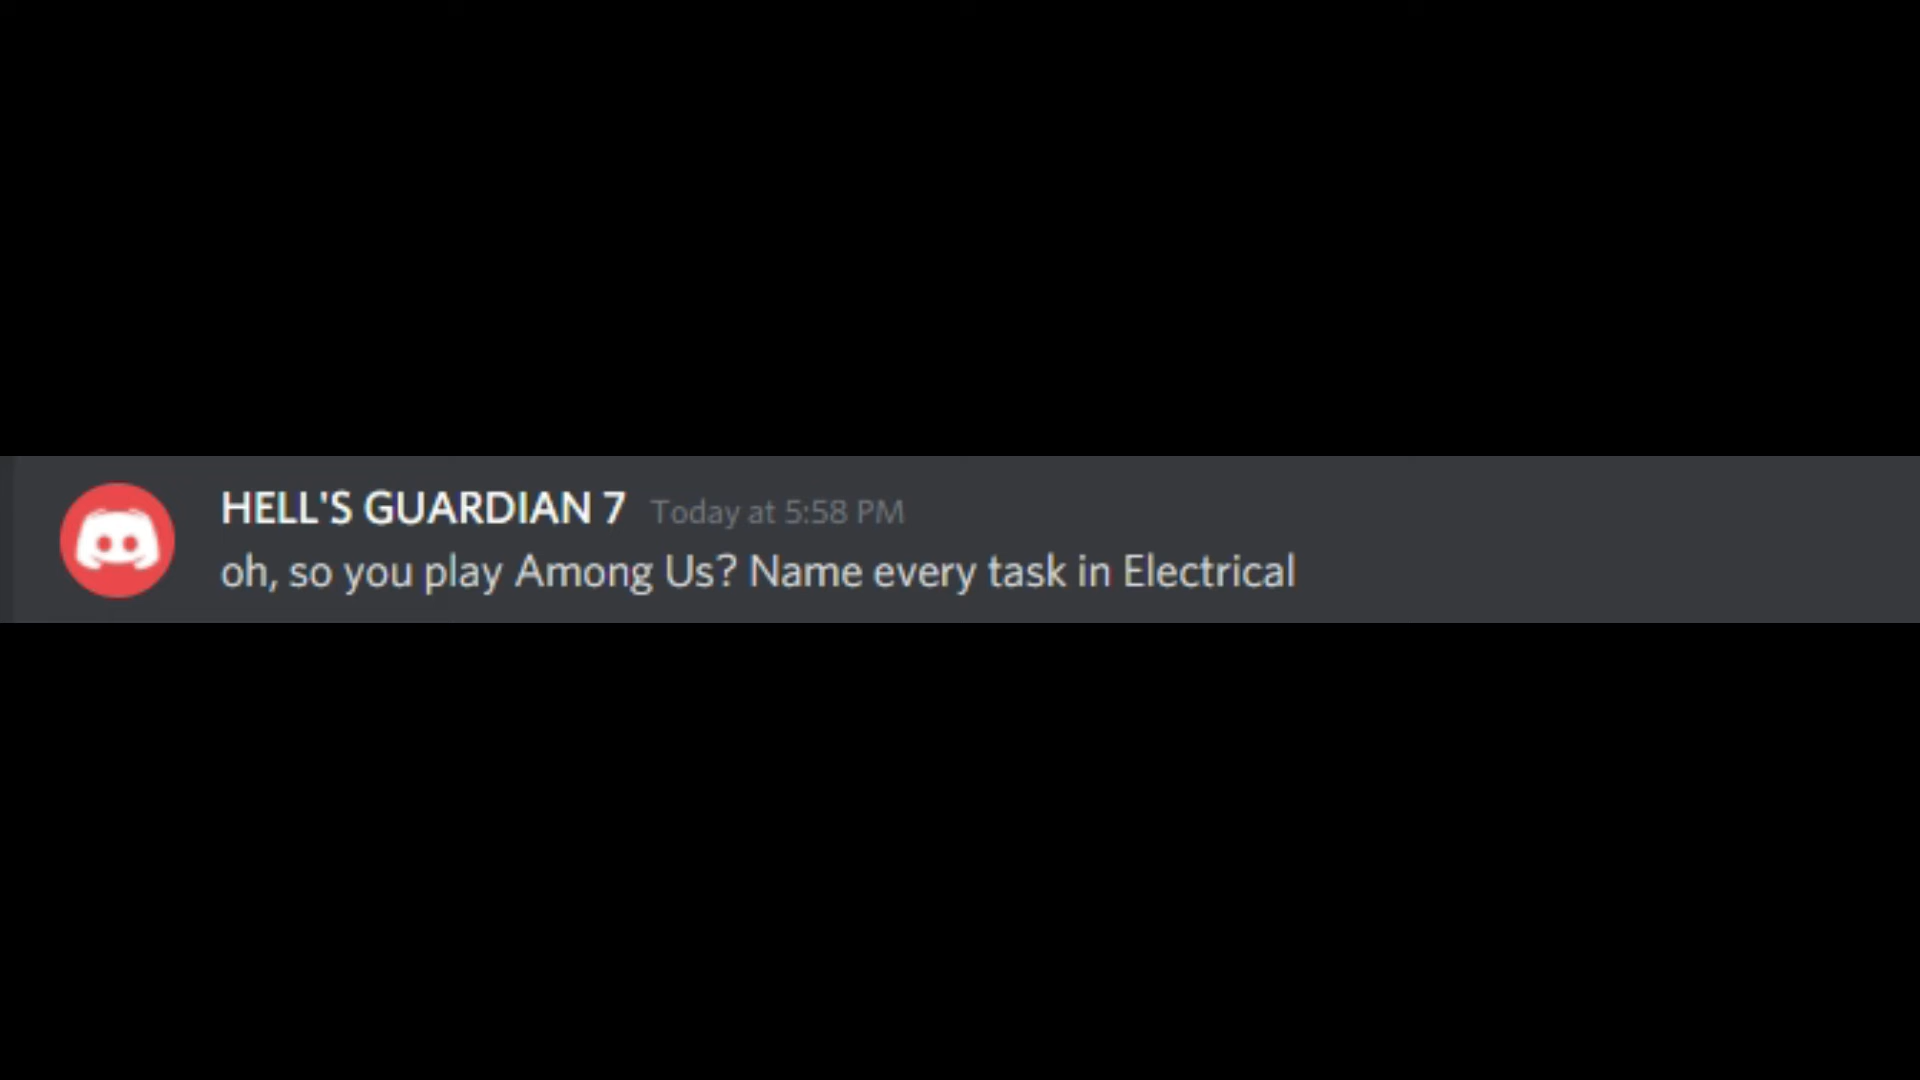 HELL'S GUARDIAN 7 Today at 5:58 PM
oh, so you play Among Us? Name every task in Electrical